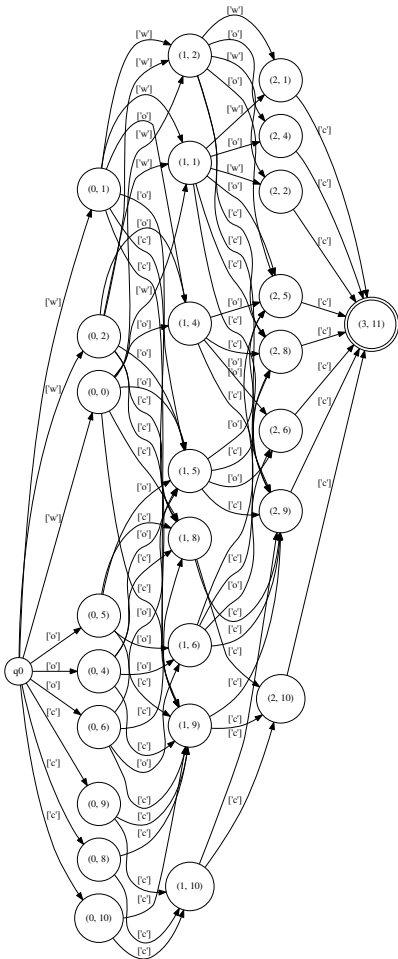 ['w']
(1, 2)
['w']
['o']
['w']
['w']
(2, 1)
['o']
['w']
['o']
['w']
['c']
(2, 4)
['o']
['w']
(1, 1)
['o']
['w']
['c']
(0, 1)
['w']
(2, 2)
['o']
['o']
['c']
['c']
['o']
['c']
['c']
['c']
['w']
['w']
['o']
(2, 5)
['c']
(1, 4)
['o']
(3, 11)
(0, 2)
['o']
['c']
['c']
(2, 8)
['c']
['o']
['c']
['w']
(0, 0)
['o']
['c']
['c']
['c']
(2, 6)
['c']
['o']
(1, 5)
['c']
['c']
['o']
['c']
['w']
['c']
(2, 9)
['o']
(1, 8)
['c']
['c']
['c']
['o']
(0, 5)
['o']
['c']
['o']
['c']
(1, 6)
['c']
q0
['o']
['o']
(0, 4)
['o']
['c']
['o']
['c']
(2, 10)
['c']
(0, 6)
(1, 9)
['c']
['c']
['c']
['o']
['c']
(0, 9)
['c']
['c']
['c']
['c']
(0, 8)
['c']
(1, 10)
['c']
(0, 10)
['c']
['c']